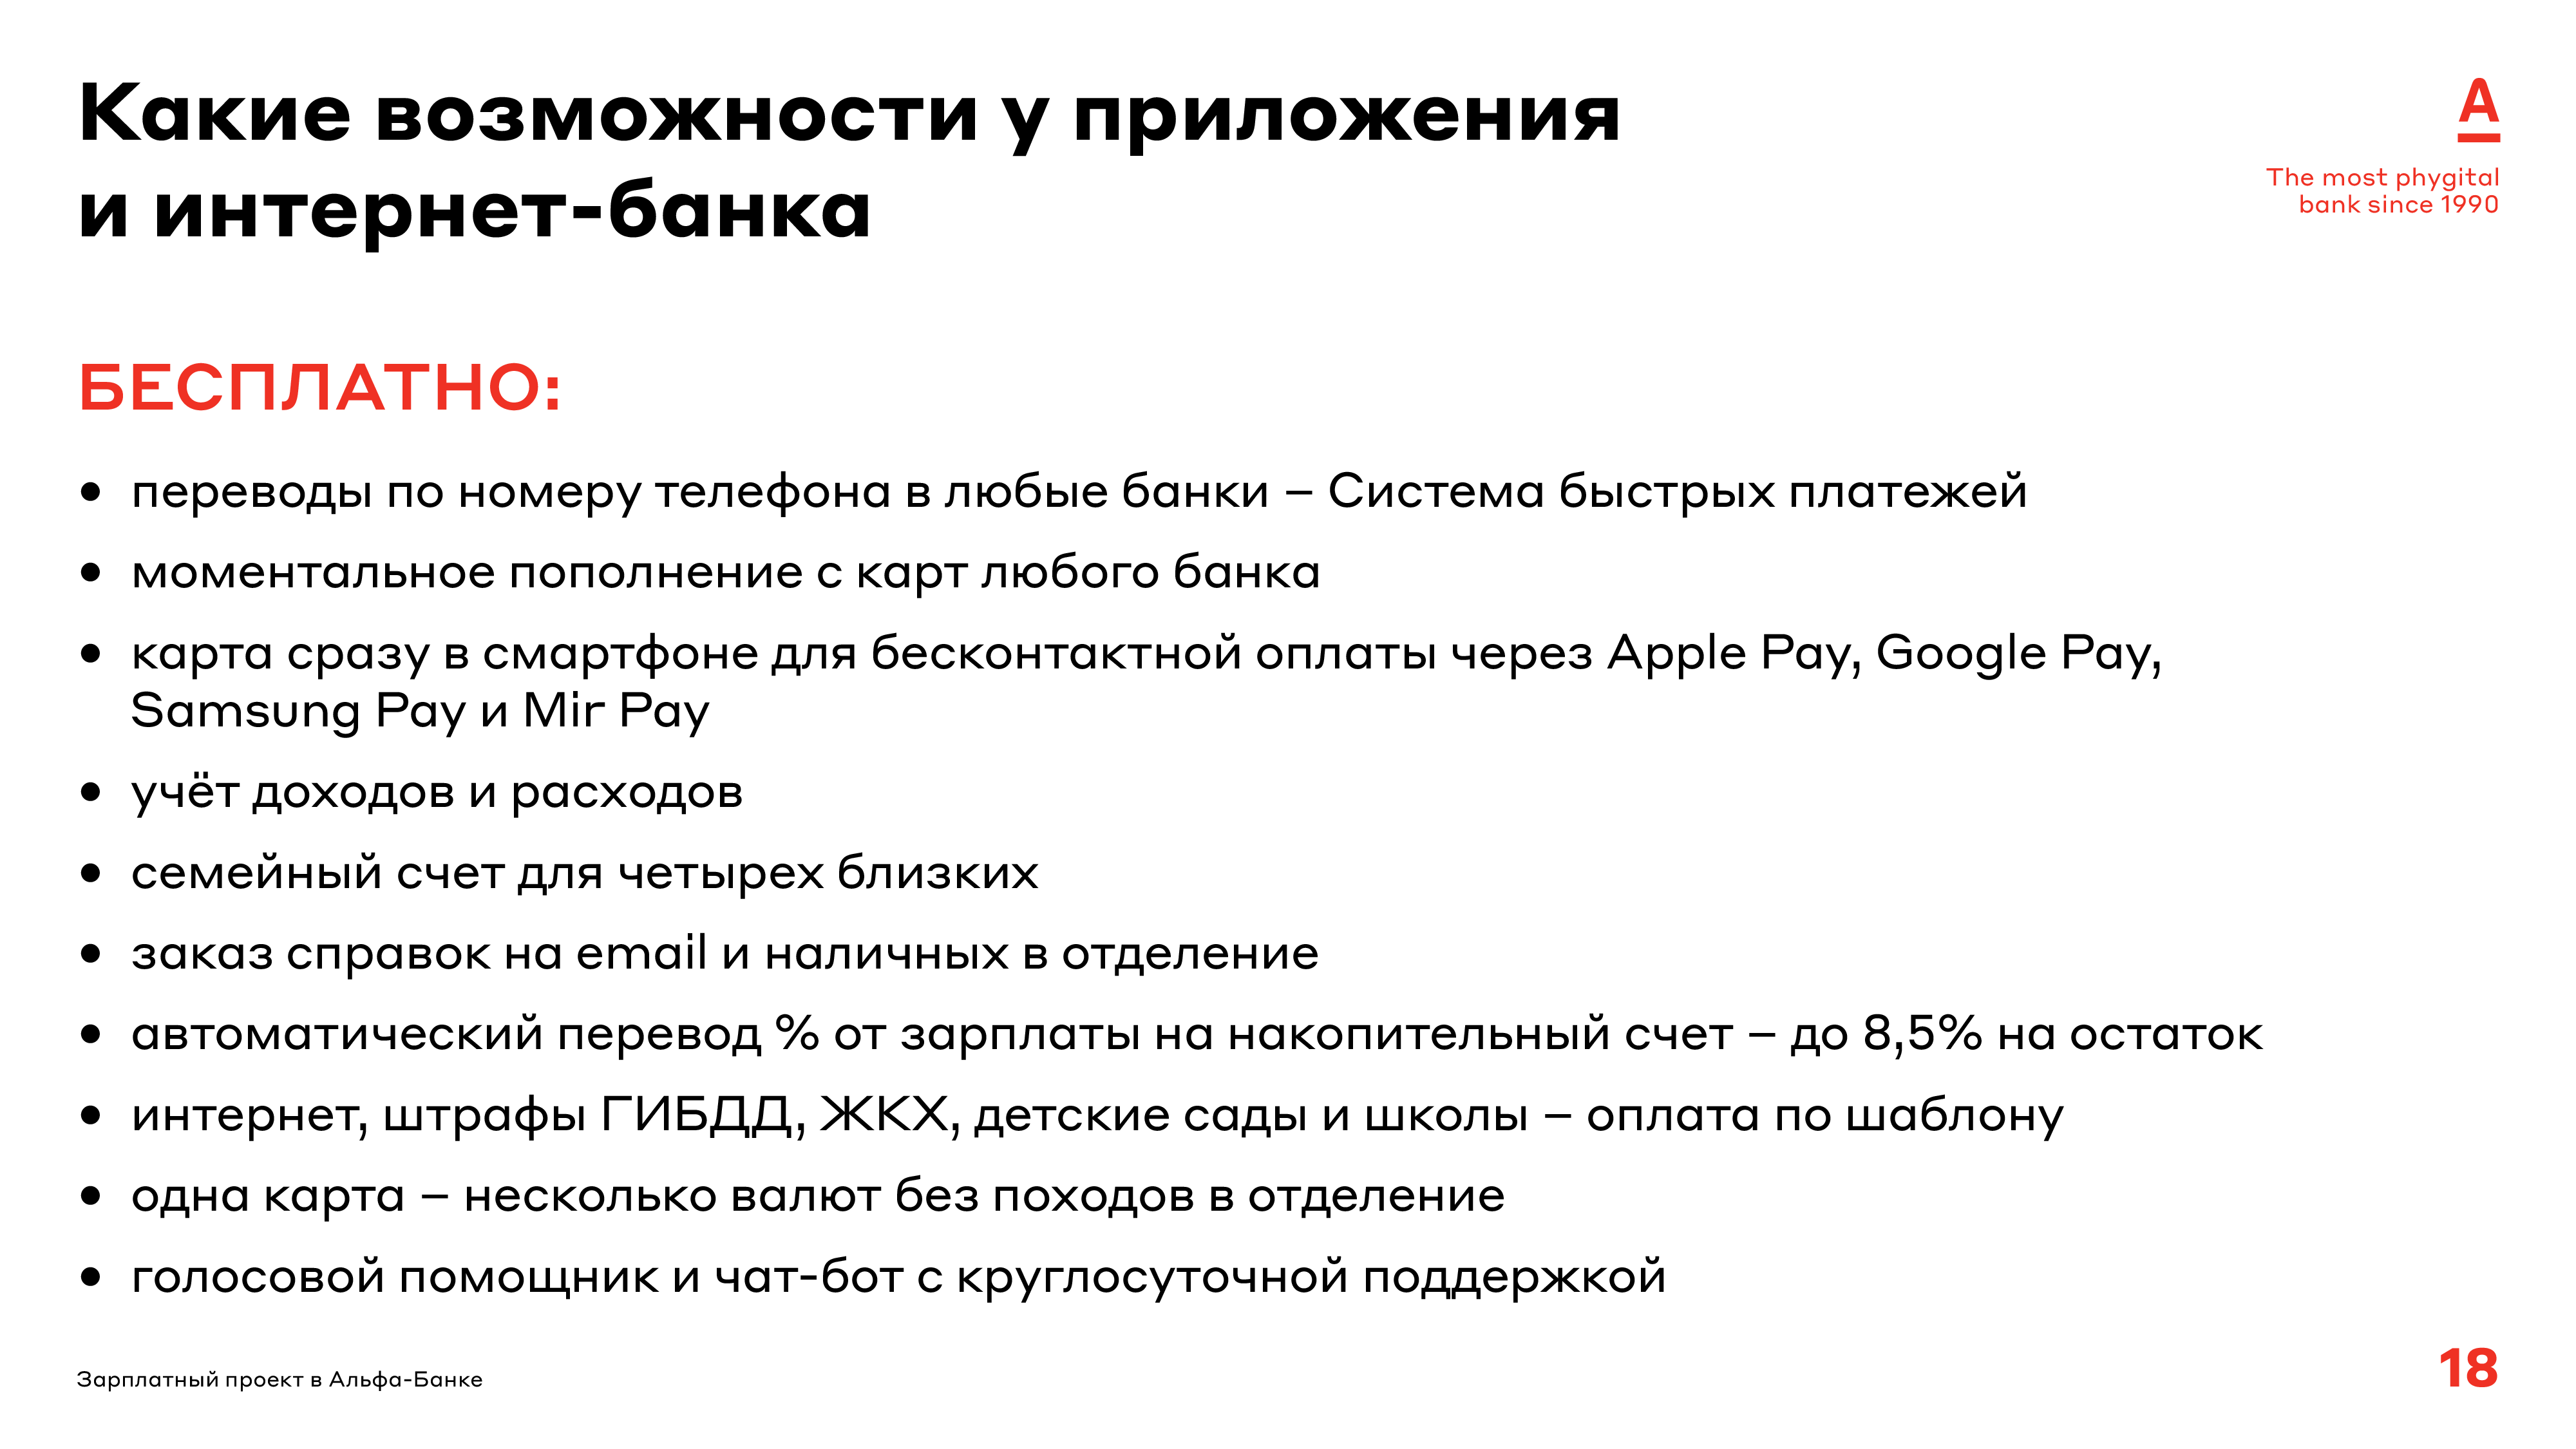 Какие возможности у приложения
и интернет-банка
А
The most phygital
bank since 1990
БЕСПЛАТНО:
• переводы по номеру телефона в любые банки – Система быстрых платежей
• моментальное пополнение с карт любого банка
• карта сразу в смартфоне для бесконтактной оплаты через Apple Pay, Google Pay,
Samsung Pay и Mir Pay
• учёт доходов и расходов
• семейный счет для четырех близких
• заказ справок на email и наличных в отделение
• автоматический перевод % от зарплаты на накопительный счет – до 8,5% на остаток
• интернет, штрафы ГИБДД, ЖКХ, детские сады и школы – оплата по шаблону
• одна карта – несколько валют без походов в отделение
• голосовой помощник и чат-бот с круглосуточной поддержкой
Зарплатный проект в Альфа-Банке
18